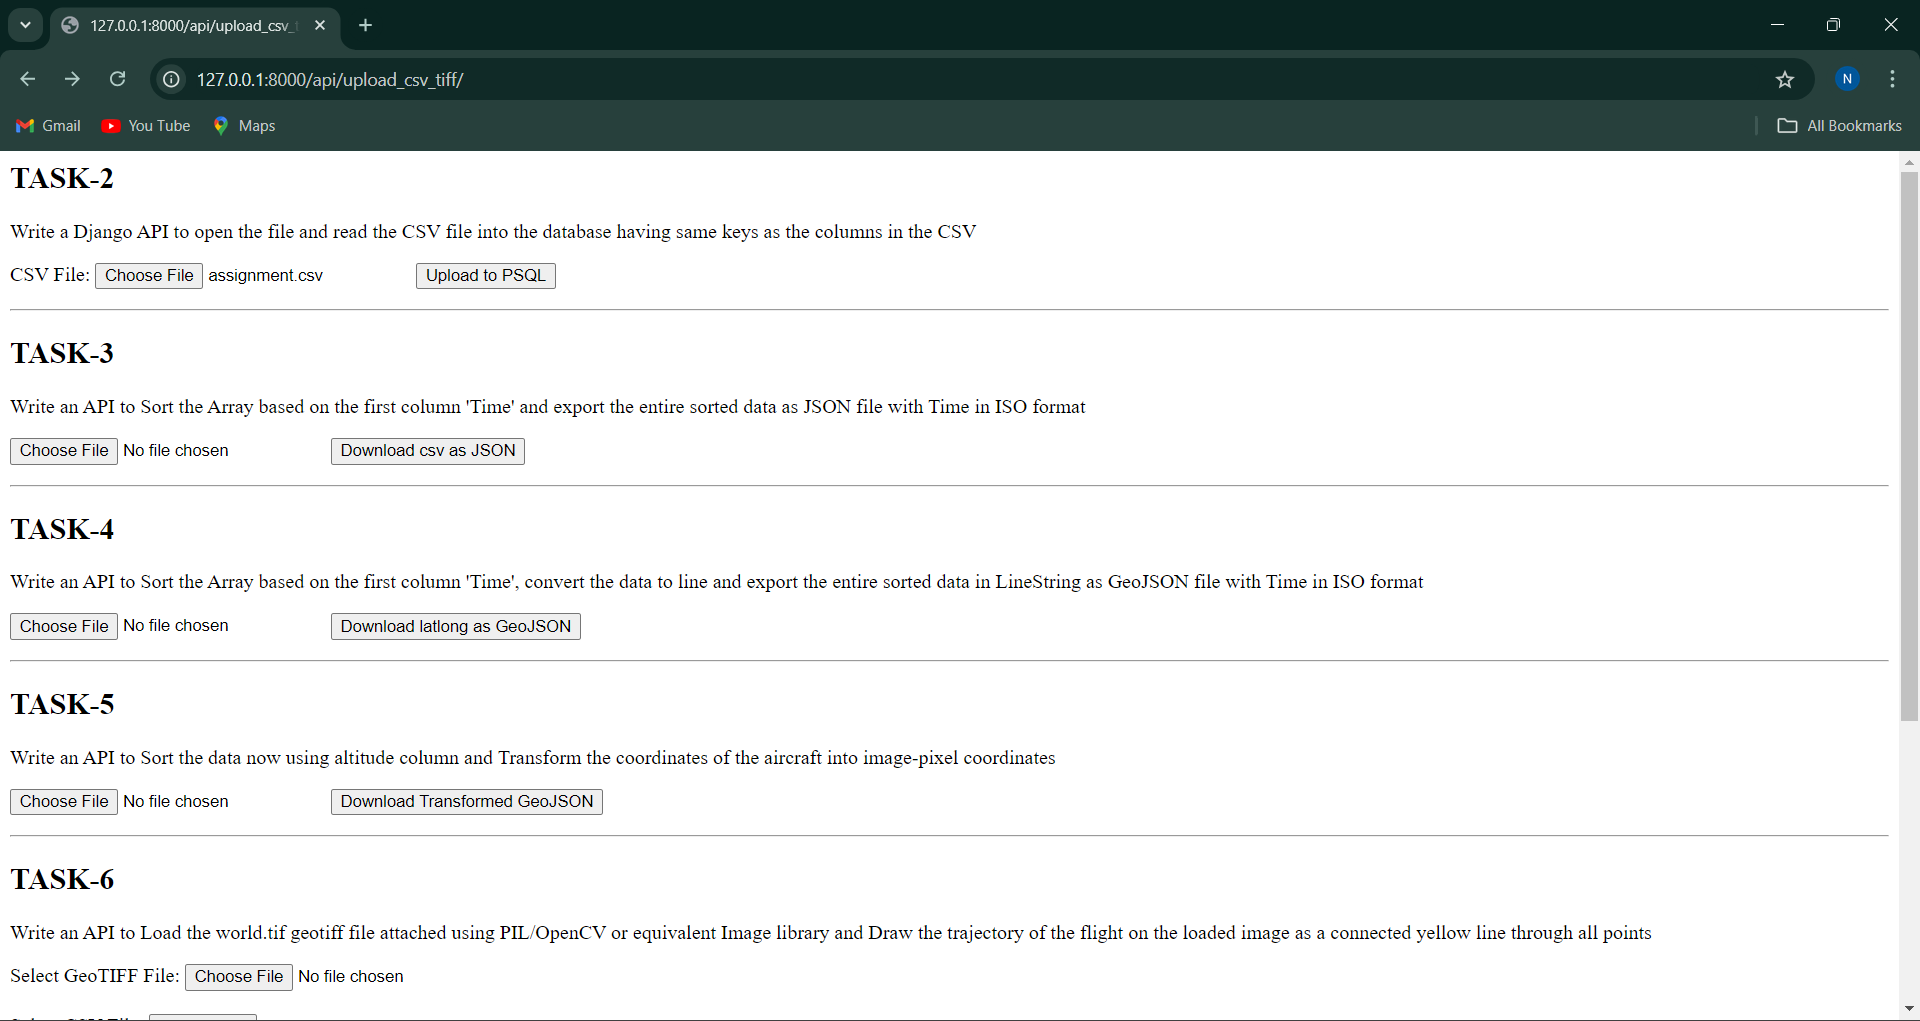 127.0.0.1:8000/api/upload_csv_t
127.0.0.1:8000/api/upload_csv_tiff/
N
Gmail You Tube Maps All Bookmarks
TASK-2
Write a Django API to open the file and read the CSV file into the database having same keys as the columns in the CSV
CSV File: Choose File assignment.csv Upload to PSQL
TASK-3
Write an API to Sort the Array based on the first column 'Time' and export the entire sorted data as JSON file with Time in ISO format
Choose File No file chosen Download csv as JSON
TASK-4
Write an API to Sort the Array based on the first column 'Time', convert the data to line and export the entire sorted data in LineString as GeoJSON file with Time in ISO format
Choose File No file chosen Download latlong as GeoJSON
TASK-5
Write an API to Sort the data now using altitude column and Transform the coordinates of the aircraft into image-pixel coordinates
Choose File No file chosen Download Transformed GeoJSON
TASK-6
Write an API to Load the world.tif geotiff file attached using PIL/OpenCV or equivalent Image library and Draw the trajectory of the flight on the loaded image as a connected yellow line through all points
Select GeoTIFF File: Choose File No file chosen